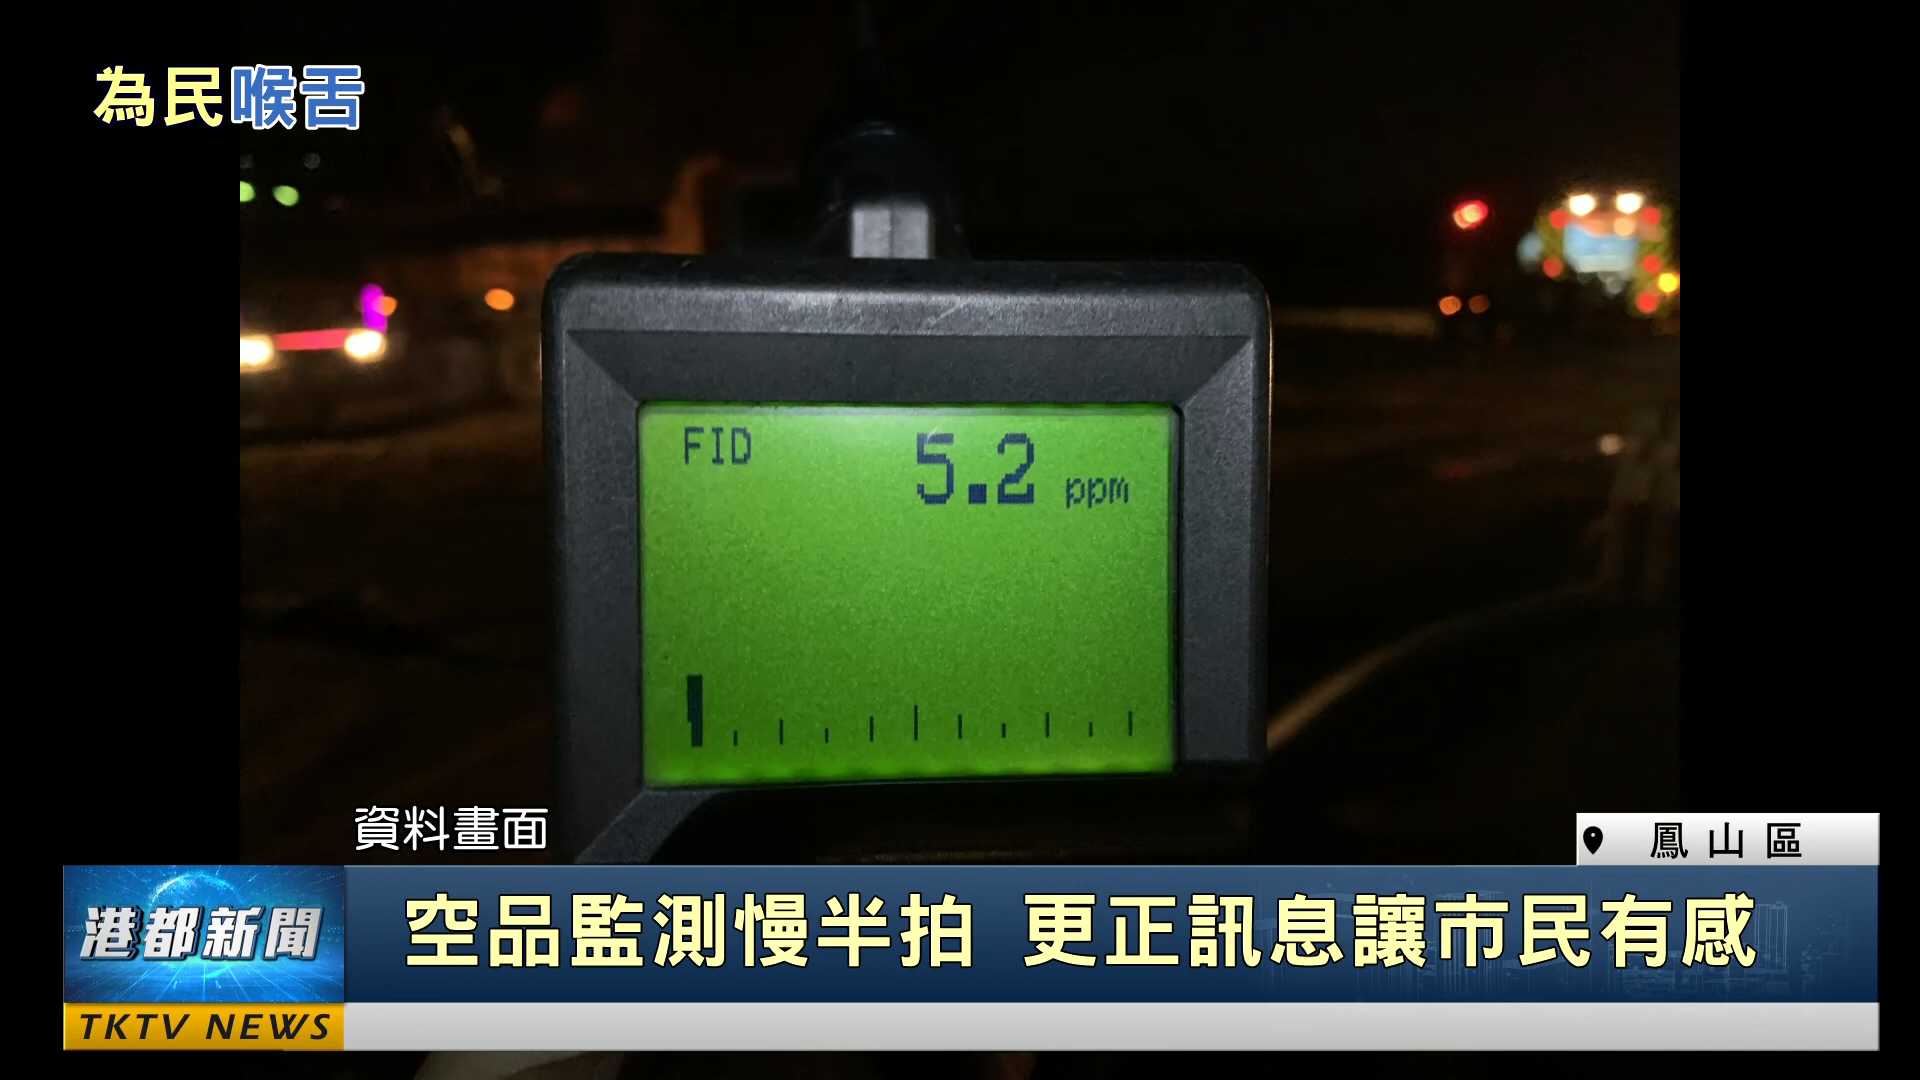 為民喉舌
FID
5.2 ppm
資料畫面
鳳山區
港都新聞
空品監測慢半拍 更正訊息讓市民有感
TKTV NEWS